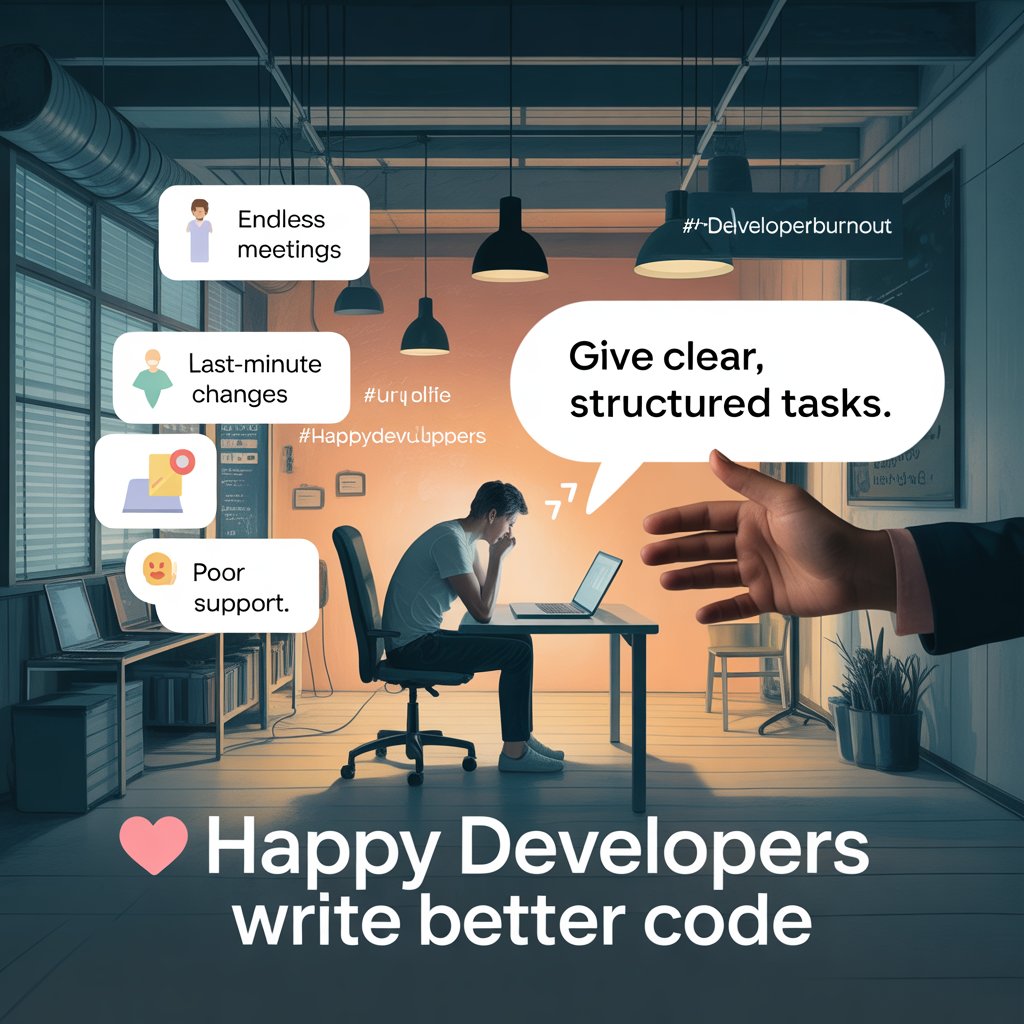 Endless
meetings
#Developerburnout
Last-minute
changes
Give clear,
structured tasks.
Poor
support.
Happy Developers
write better code